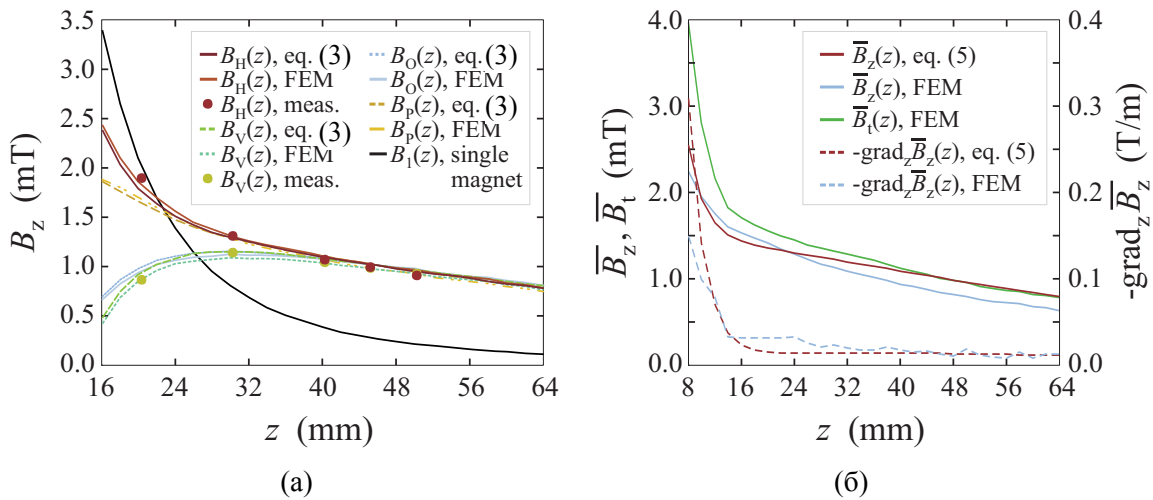 3.5
3.0
2.5
2.0
1.5
1.0
0.5
0.0
B_z (mT)
16 24 32 40 48 56 64
z (mm)
B_H(z), eq. (3)
B_H(z), FEM
B_H(z), meas.
B_V(z), eq. (3)
B_V(z), FEM
B_V(z), meas.
B_O(z), eq. (3)
B_O(z), FEM
B_P(z), eq. (3)
B_P(z), FEM
B_1(z), single
magnet
(а)
4.0
3.0
2.0
1.0
0.0
B̅_z, B̅_t (mT)
8 16 24 32 40 48 56 64
z (mm)
B̅_z(z), eq. (5)
B̅_z(z), FEM
B̅_t(z), FEM
-grad_zB̅_z(z), eq. (5)
-grad_zB̅_z(z), FEM
0.4
0.3
0.2
0.1
0.0
-grad_zB̅_z (T/m)
(б)